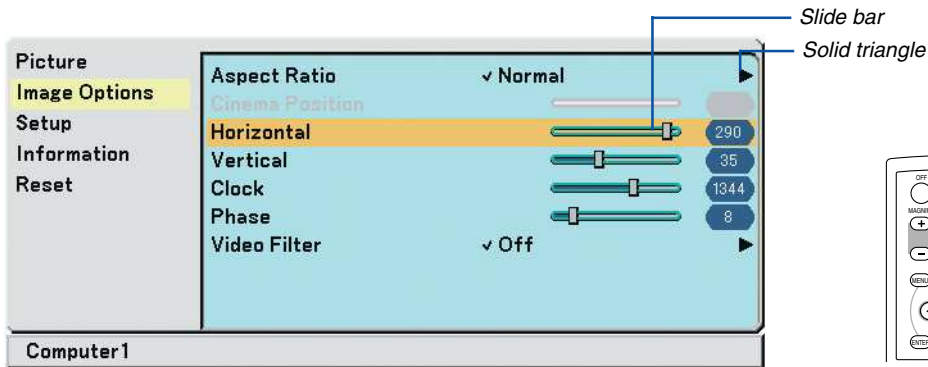 Slide bar
Solid triangle
Picture
Image Options
Setup
Information
Reset
Aspect Ratio ✓ Normal
Cinema Position
Horizontal 290
Vertical 35
Clock 1344
Phase 8
Video Filter ✓ Off
Computer1
OFF
+
−
MENU